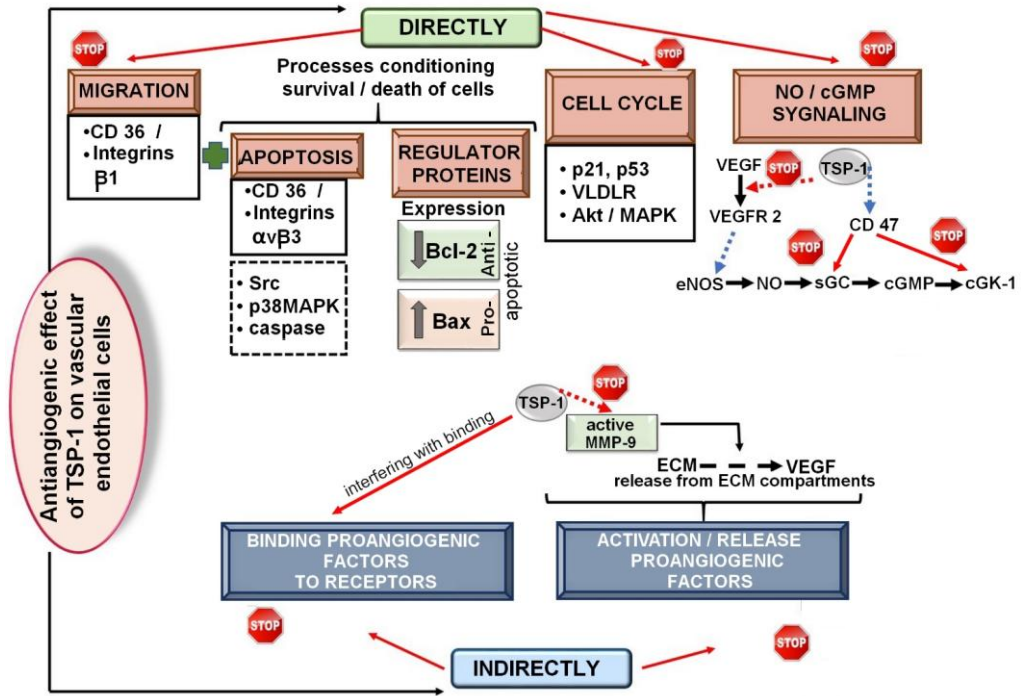 DIRECTLY
STOP
STOP
STOP
MIGRATION
•CD 36 /
•Integrins
β1
Processes conditioning
survival / death of cells
APOPTOSIS
•CD 36 /
•Integrins
αvβ3
• Src
• p38MAPK
• caspase
REGULATOR
PROTEINS
Expression
Bcl-2
Anti -
Bax
Pro-
apoptotic
CELL CYCLE
• p21, p53
• VLDLR
• Akt / MAPK
NO / cGMP
SYGNALING
VEGF
STOP
TSP-1
VEGFR 2
CD 47
STOP
STOP
eNOS
NO
sGC
cGMP
cGK-1
Antiangiogenic effect
of TSP-1 on vascular
endothelial cells
STOP
TSP-1
active
MMP-9
interfering with binding
ECM
VEGF
release from ECM compartments
BINDING PROANGIOGENIC
FACTORS
TO RECEPTORS
ACTIVATION / RELEASE
PROANGIOGENIC
FACTORS
STOP
STOP
INDIRECTLY